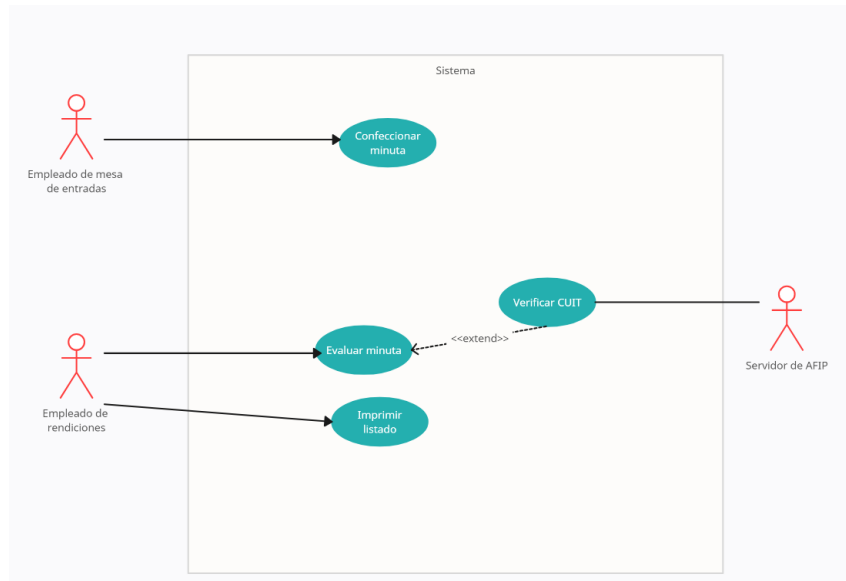 Sistema
Confeccionar
minuta
Empleado de mesa
de entradas
Verificar CUIT
<<extend>>
Evaluar minuta
Servidor de AFIP
Empleado de
rendiciones
Imprimir
listado